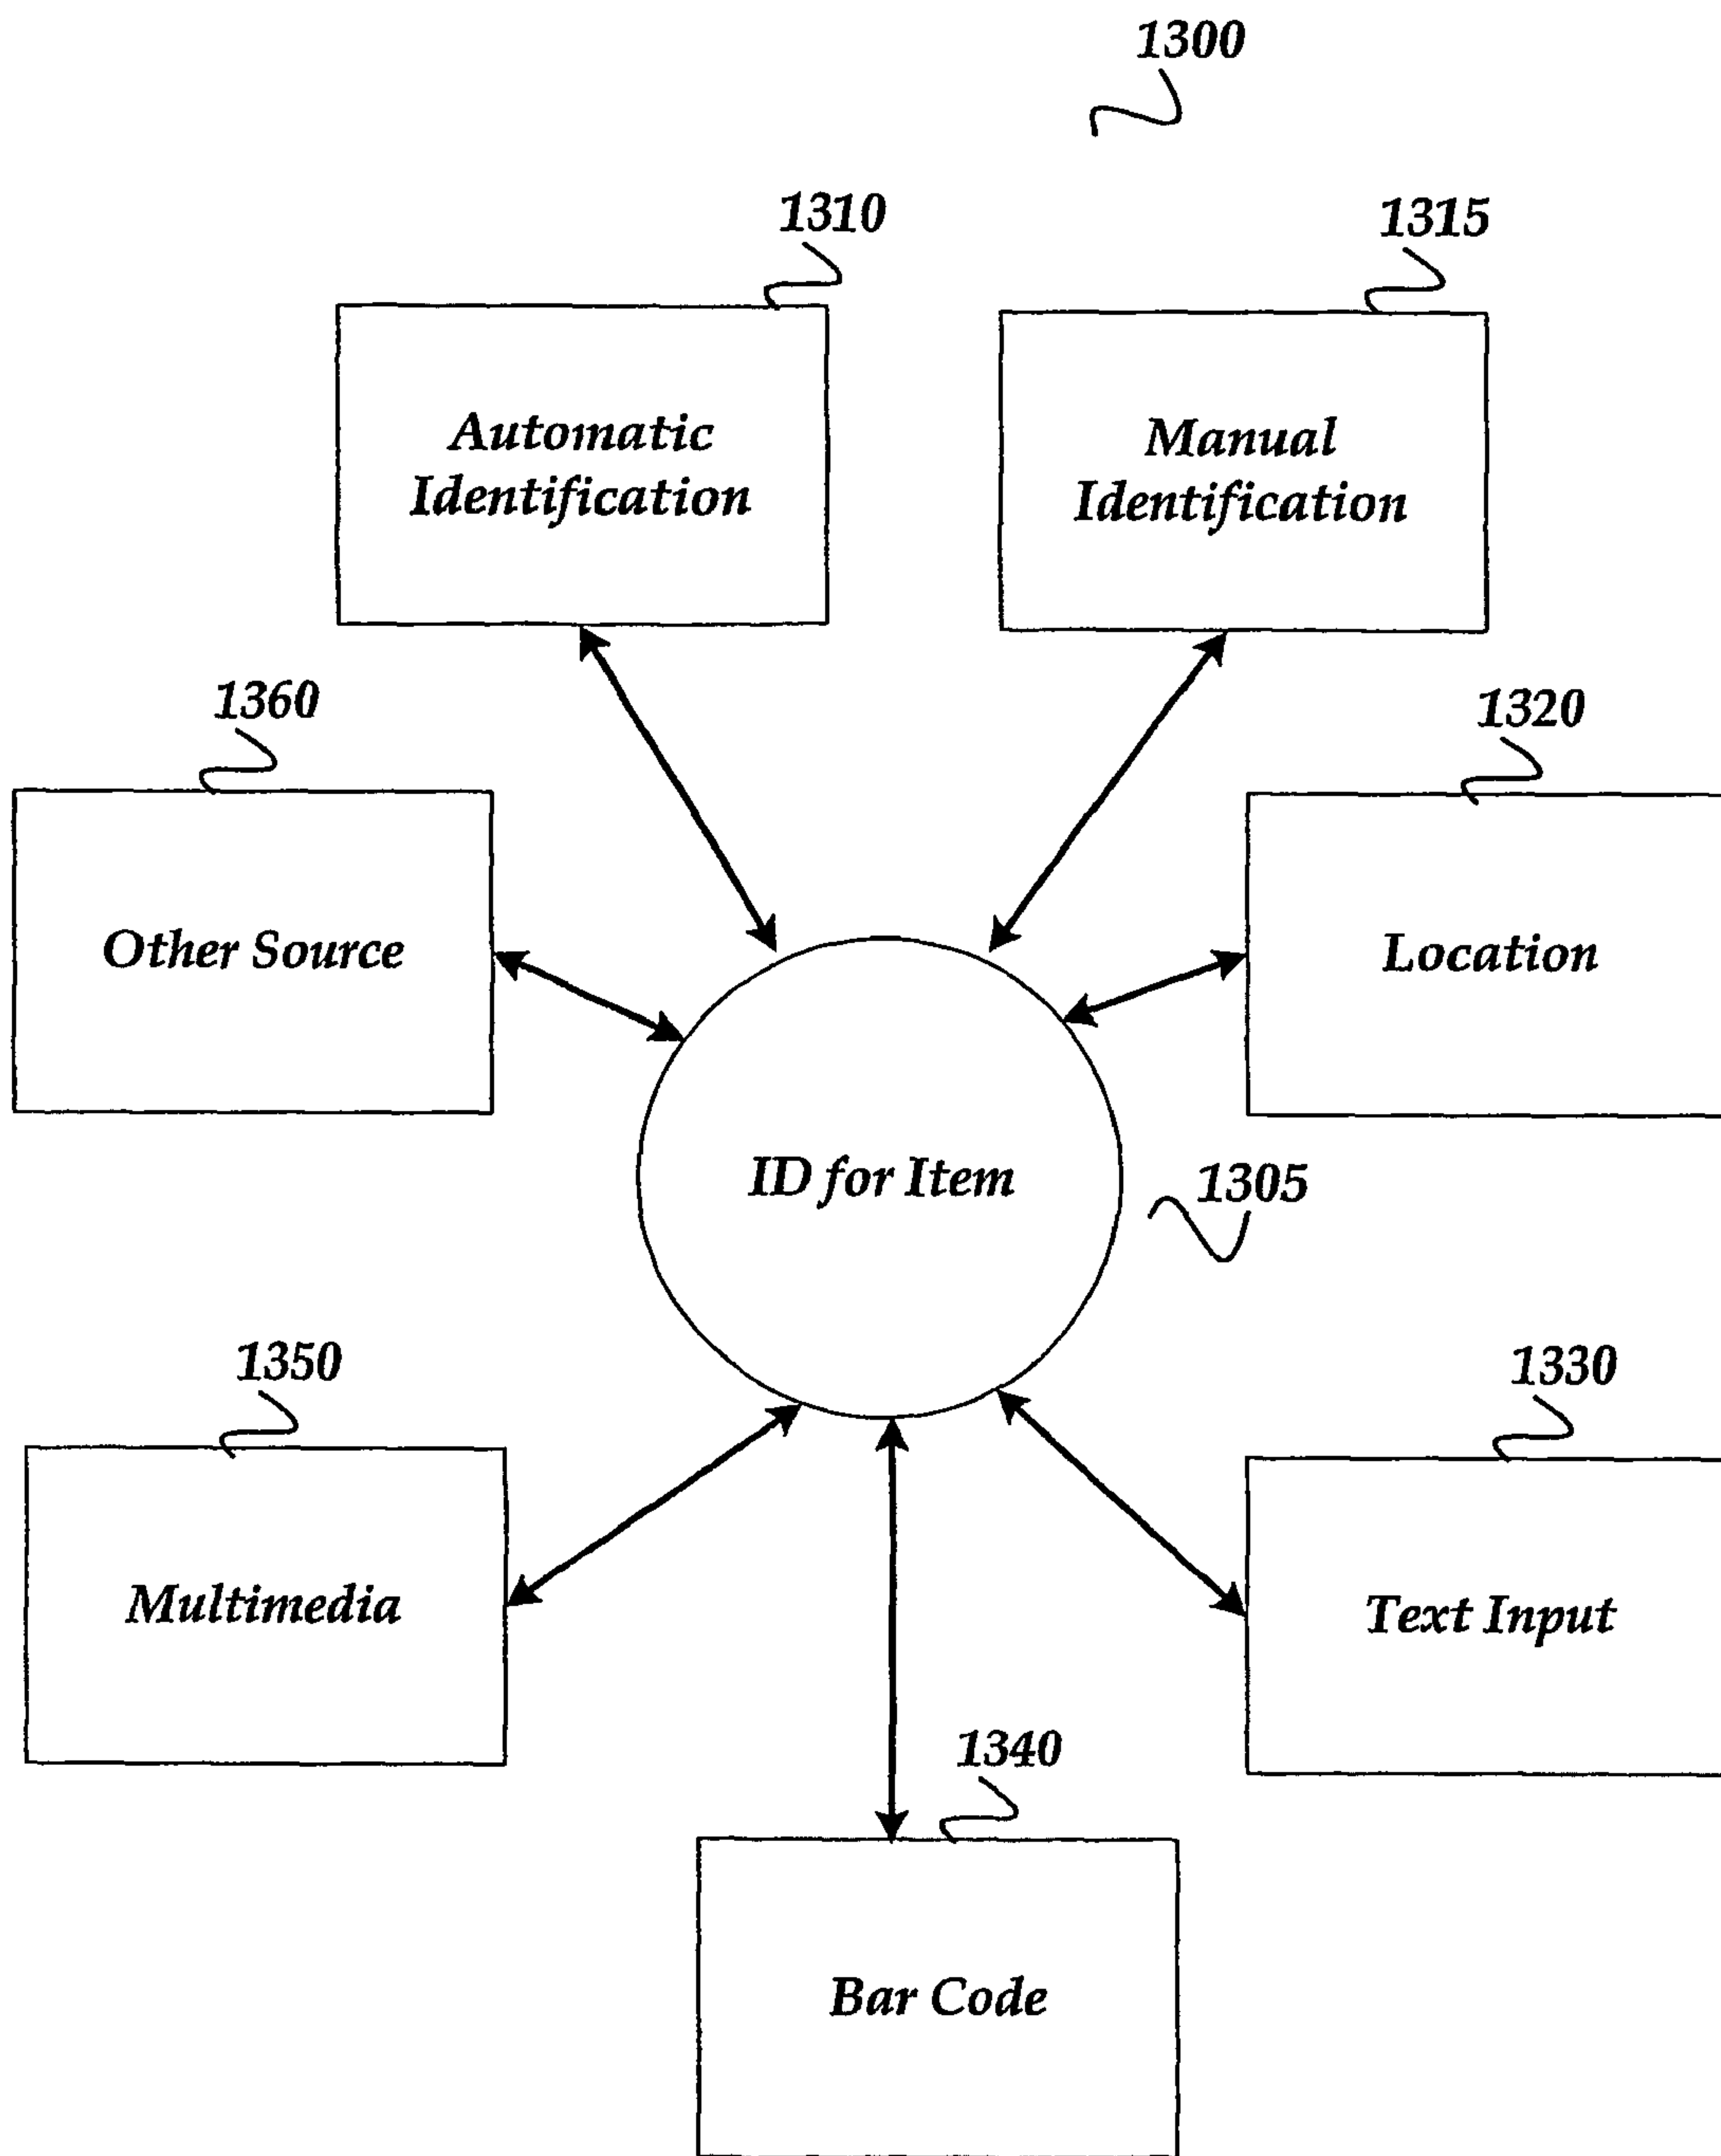 1300
1310
1315
Automatic
Identification
Manual
Identification
1360
1320
Other Source
Location
ID for Item
1305
1350
1330
Multimedia
Text Input
1340
Bar Code